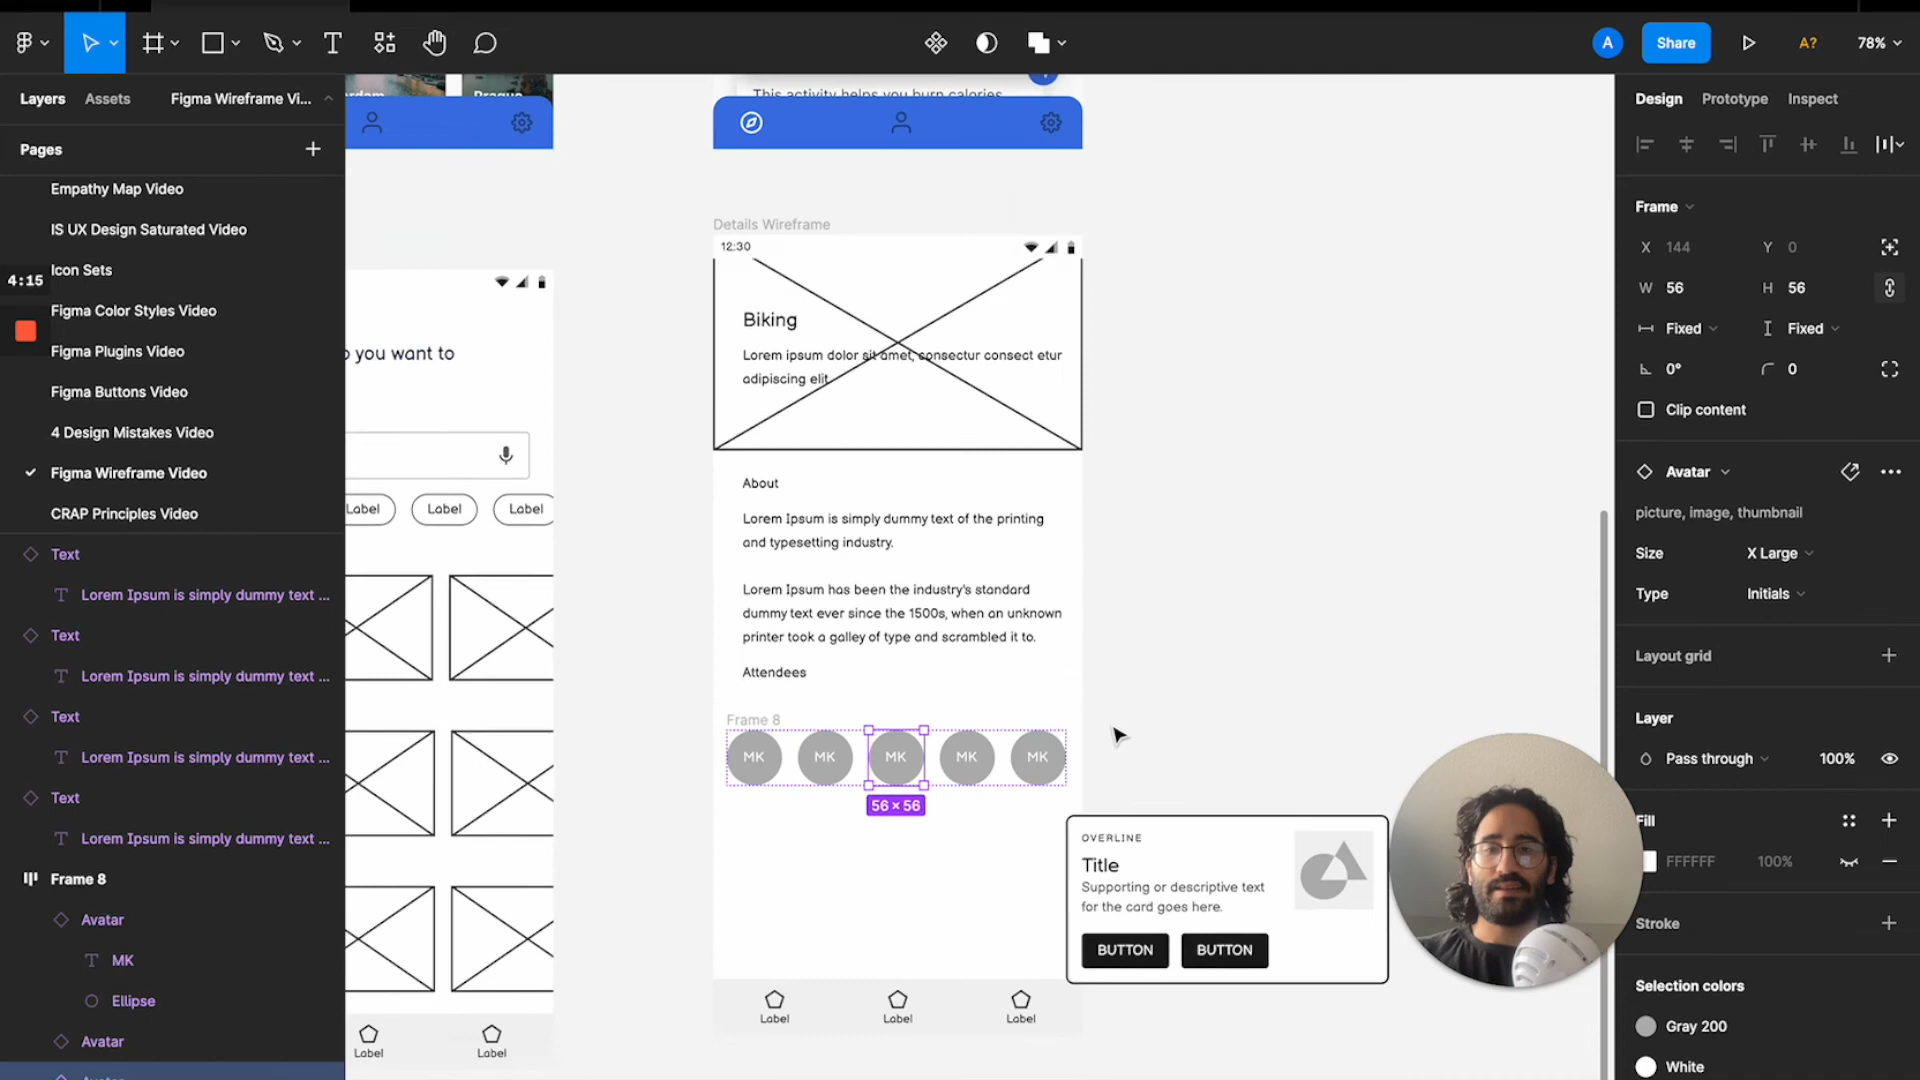 A
Share
A?
78%
Layers
Assets
Figma Wireframe Vi...
Pages
Empathy Map Video
IS UX Design Saturated Video
4:15
Icon Sets
Figma Color Styles Video
Figma Plugins Video
Figma Buttons Video
4 Design Mistakes Video
Figma Wireframe Video
CRAP Principles Video
Text
Lorem Ipsum is simply dummy text ...
Text
Lorem Ipsum is simply dummy text ...
Text
Lorem Ipsum is simply dummy text ...
Text
Lorem Ipsum is simply dummy text ...
Frame 8
Avatar
MK
Ellipse
Avatar
Prague
you want to
Label
Label
Label
Label
Label
This activity helps you burn calories
Details Wireframe
12:30
Biking
Lorem ipsum dolor sit amet, consectur consect etur
adipiscing elit
About
Lorem Ipsum is simply dummy text of the printing
and typesetting industry.
Lorem Ipsum has been the industry's standard
dummy text ever since the 1500s, when an unknown
printer took a galley of type and scrambled it to.
Attendees
Frame 8
MK
MK
MK
MK
MK
56 × 56
OVERLINE
Title
Supporting or descriptive text
for the card goes here.
BUTTON
BUTTON
Label
Label
Label
Design
Prototype
Inspect
Frame
X 144
Y 0
W 56
H 56
Fixed
Fixed
0°
0
Clip content
Avatar
picture, image, thumbnail
Size
X Large
Type
Initials
Layout grid
Layer
Pass through
100%
Fill
FFFFFF
100%
Stroke
Selection colors
Gray 200
White